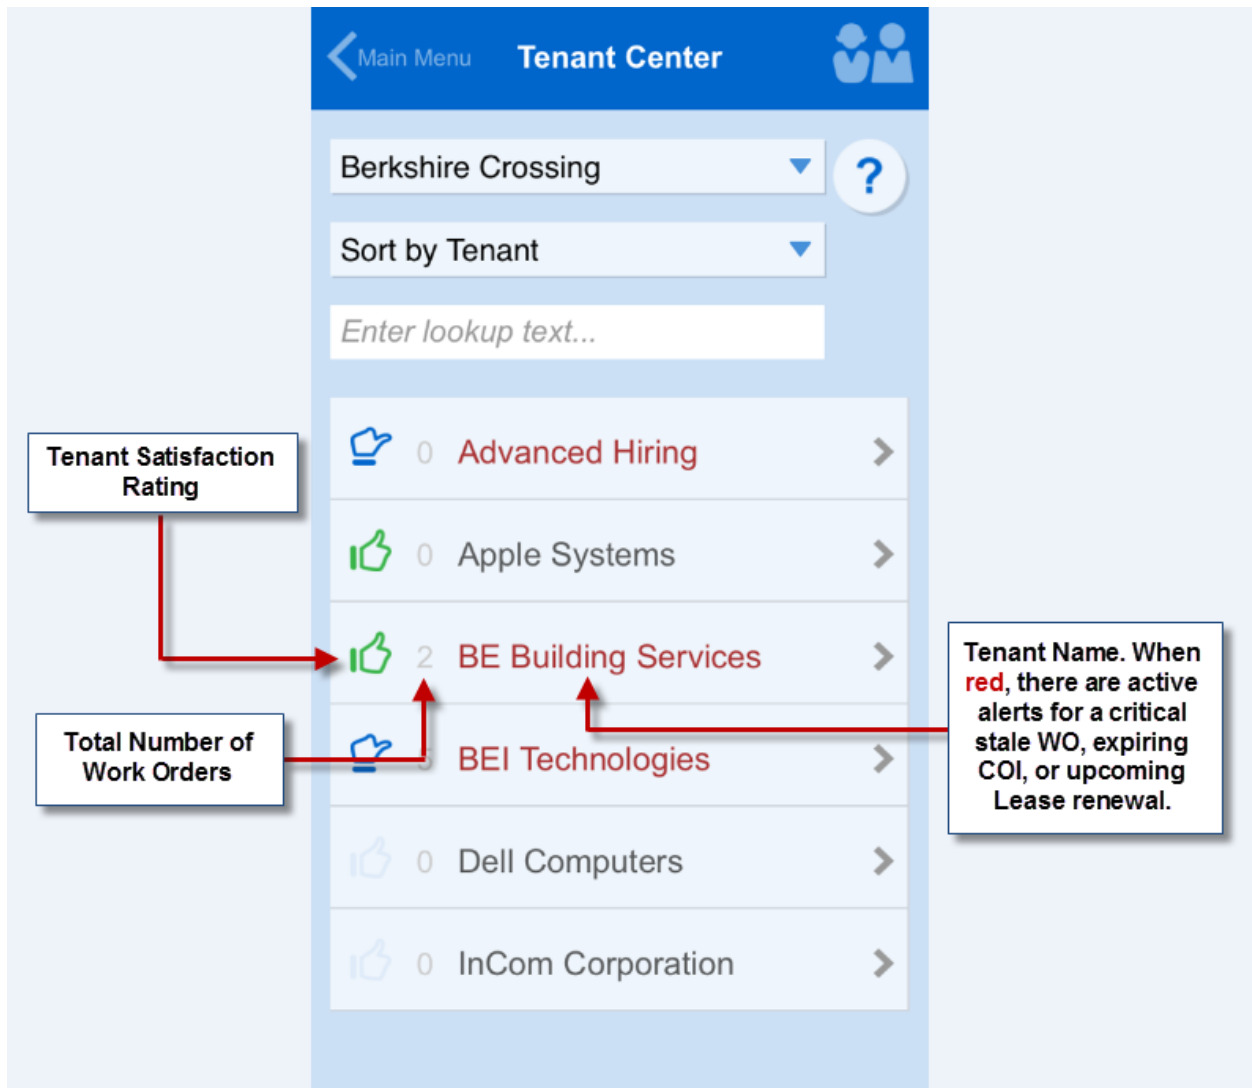 Main Menu
Tenant Center
Berkshire Crossing
?
Sort by Tenant
Enter lookup text...
0 Advanced Hiring
0 Apple Systems
2 BE Building Services
5 BEI Technologies
0 Dell Computers
0 InCom Corporation
Tenant Satisfaction
Rating
Total Number of
Work Orders
Tenant Name. When
red, there are active
alerts for a critical
stale WO, expiring
COI, or upcoming
Lease renewal.